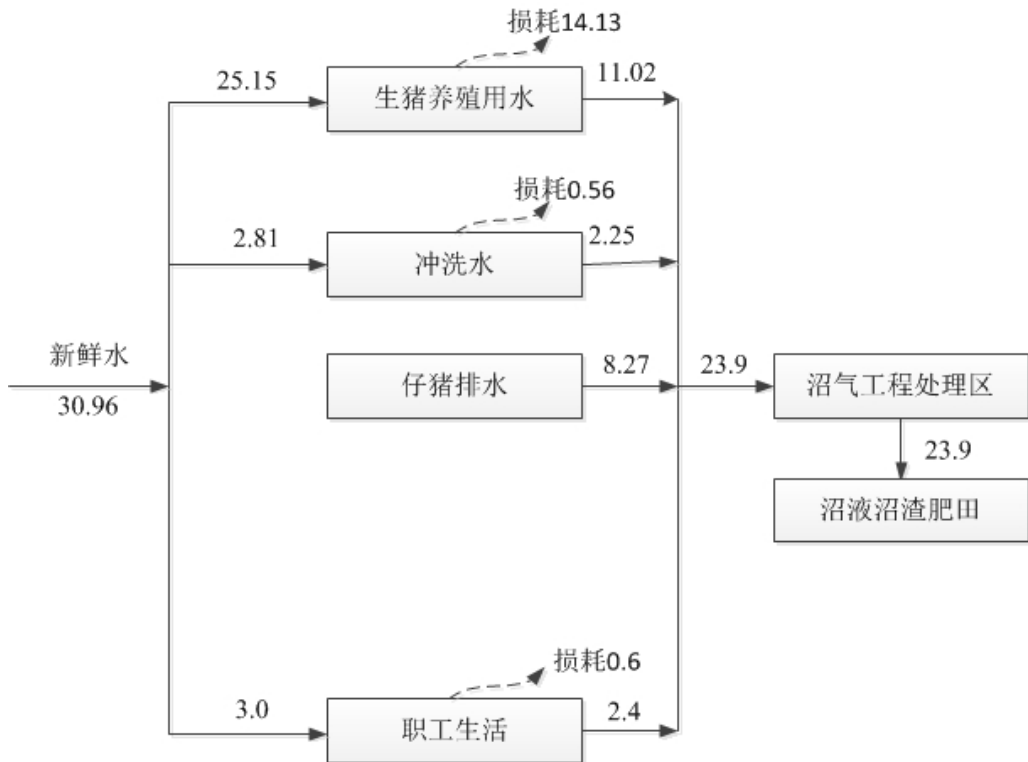 损耗14.13
25.15
生猪养殖用水
11.02
损耗0.56
2.81
冲洗水
2.25
新鲜水
30.96
仔猪排水
8.27
23.9
沼气工程处理区
23.9
沼液沼渣肥田
损耗0.6
3.0
职工生活
2.4